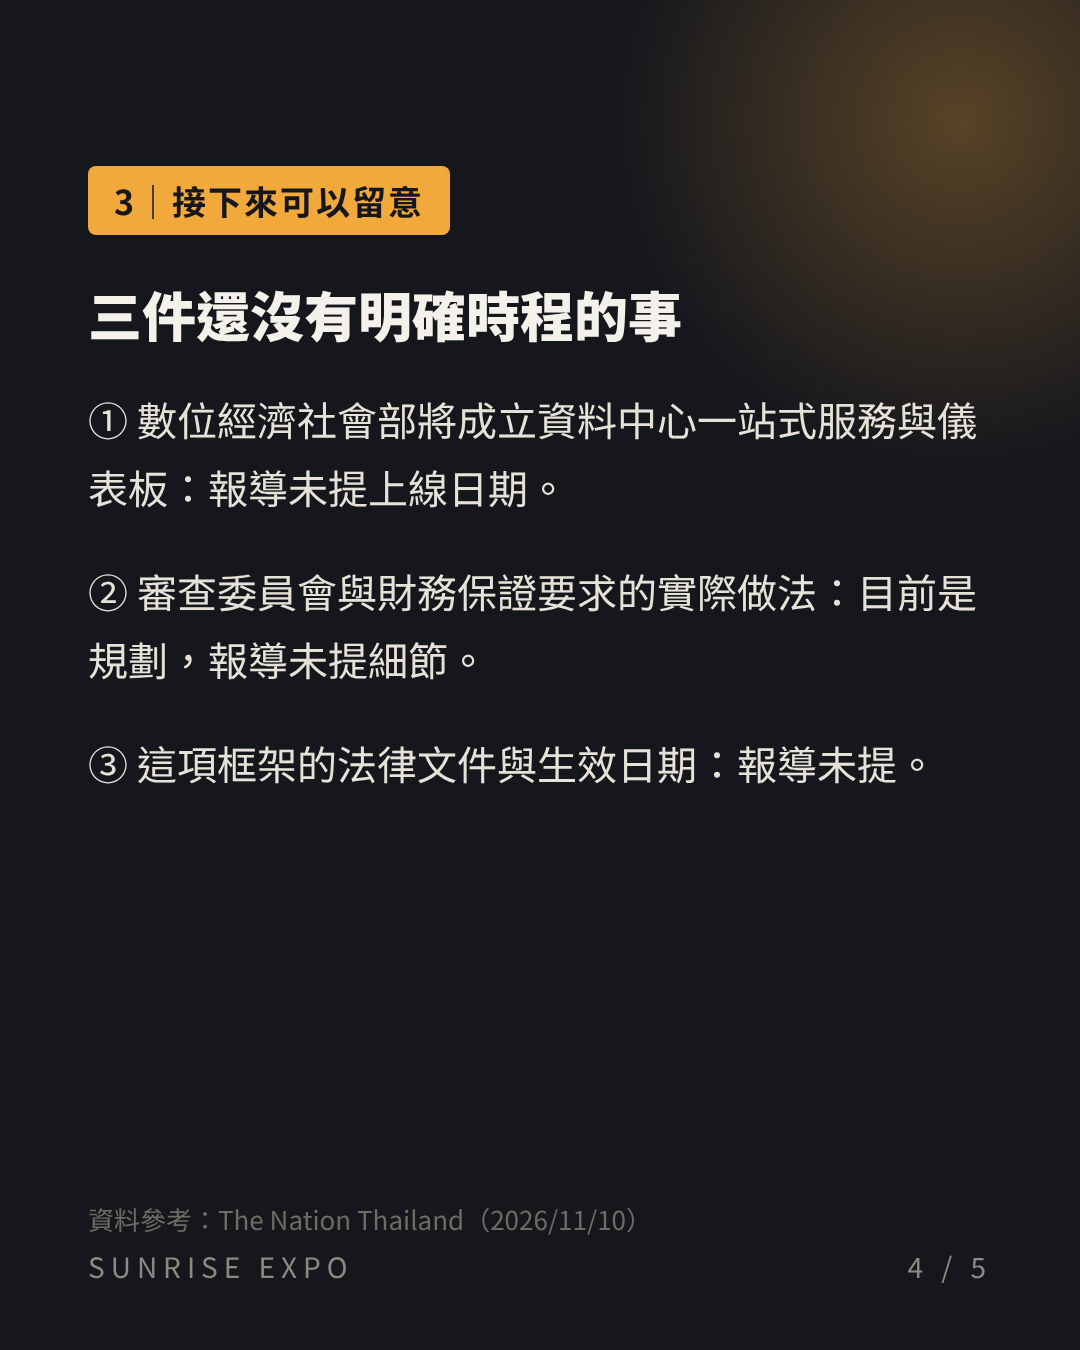 3｜接下來可以留意
三件還沒有明確時程的事
① 數位經濟社會部將成立資料中心一站式服務與儀
表板：報導未提上線日期。
② 審查委員會與財務保證要求的實際做法：目前是
規劃，報導未提細節。
③ 這項框架的法律文件與生效日期：報導未提。
資料參考：The Nation Thailand（2026/11/10）
SUNRISE EXPO
4 / 5